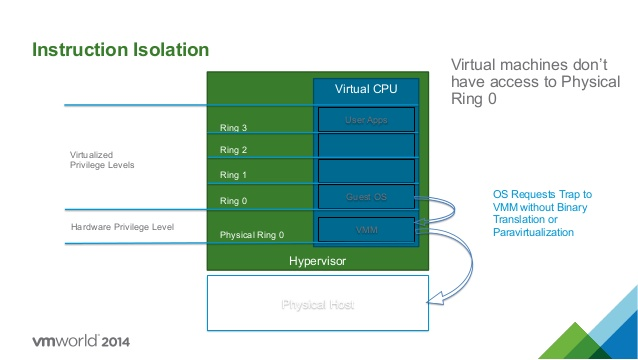 Instruction Isolation
Virtual machines don't
have access to Physical
Ring 0
Virtual CPU
User Apps
Ring 3
Ring 2
Virtualized
Privilege Levels
Ring 1
Ring 0
Guest OS
OS Requests Trap to
VMM without Binary
Translation or
Paravirtualization
Hardware Privilege Level
Physical Ring 0
VMM
Hypervisor
Physical Host
vmworld® 2014